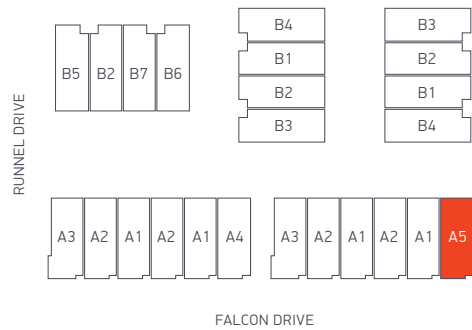 B5 B2 B7 B6
B4
B1
B2
B3
B3
B2
B1
B4
RUNNEL DRIVE
A3 A2 A1 A2 A1 A4
A3 A2 A1 A2 A1 A5
FALCON DRIVE